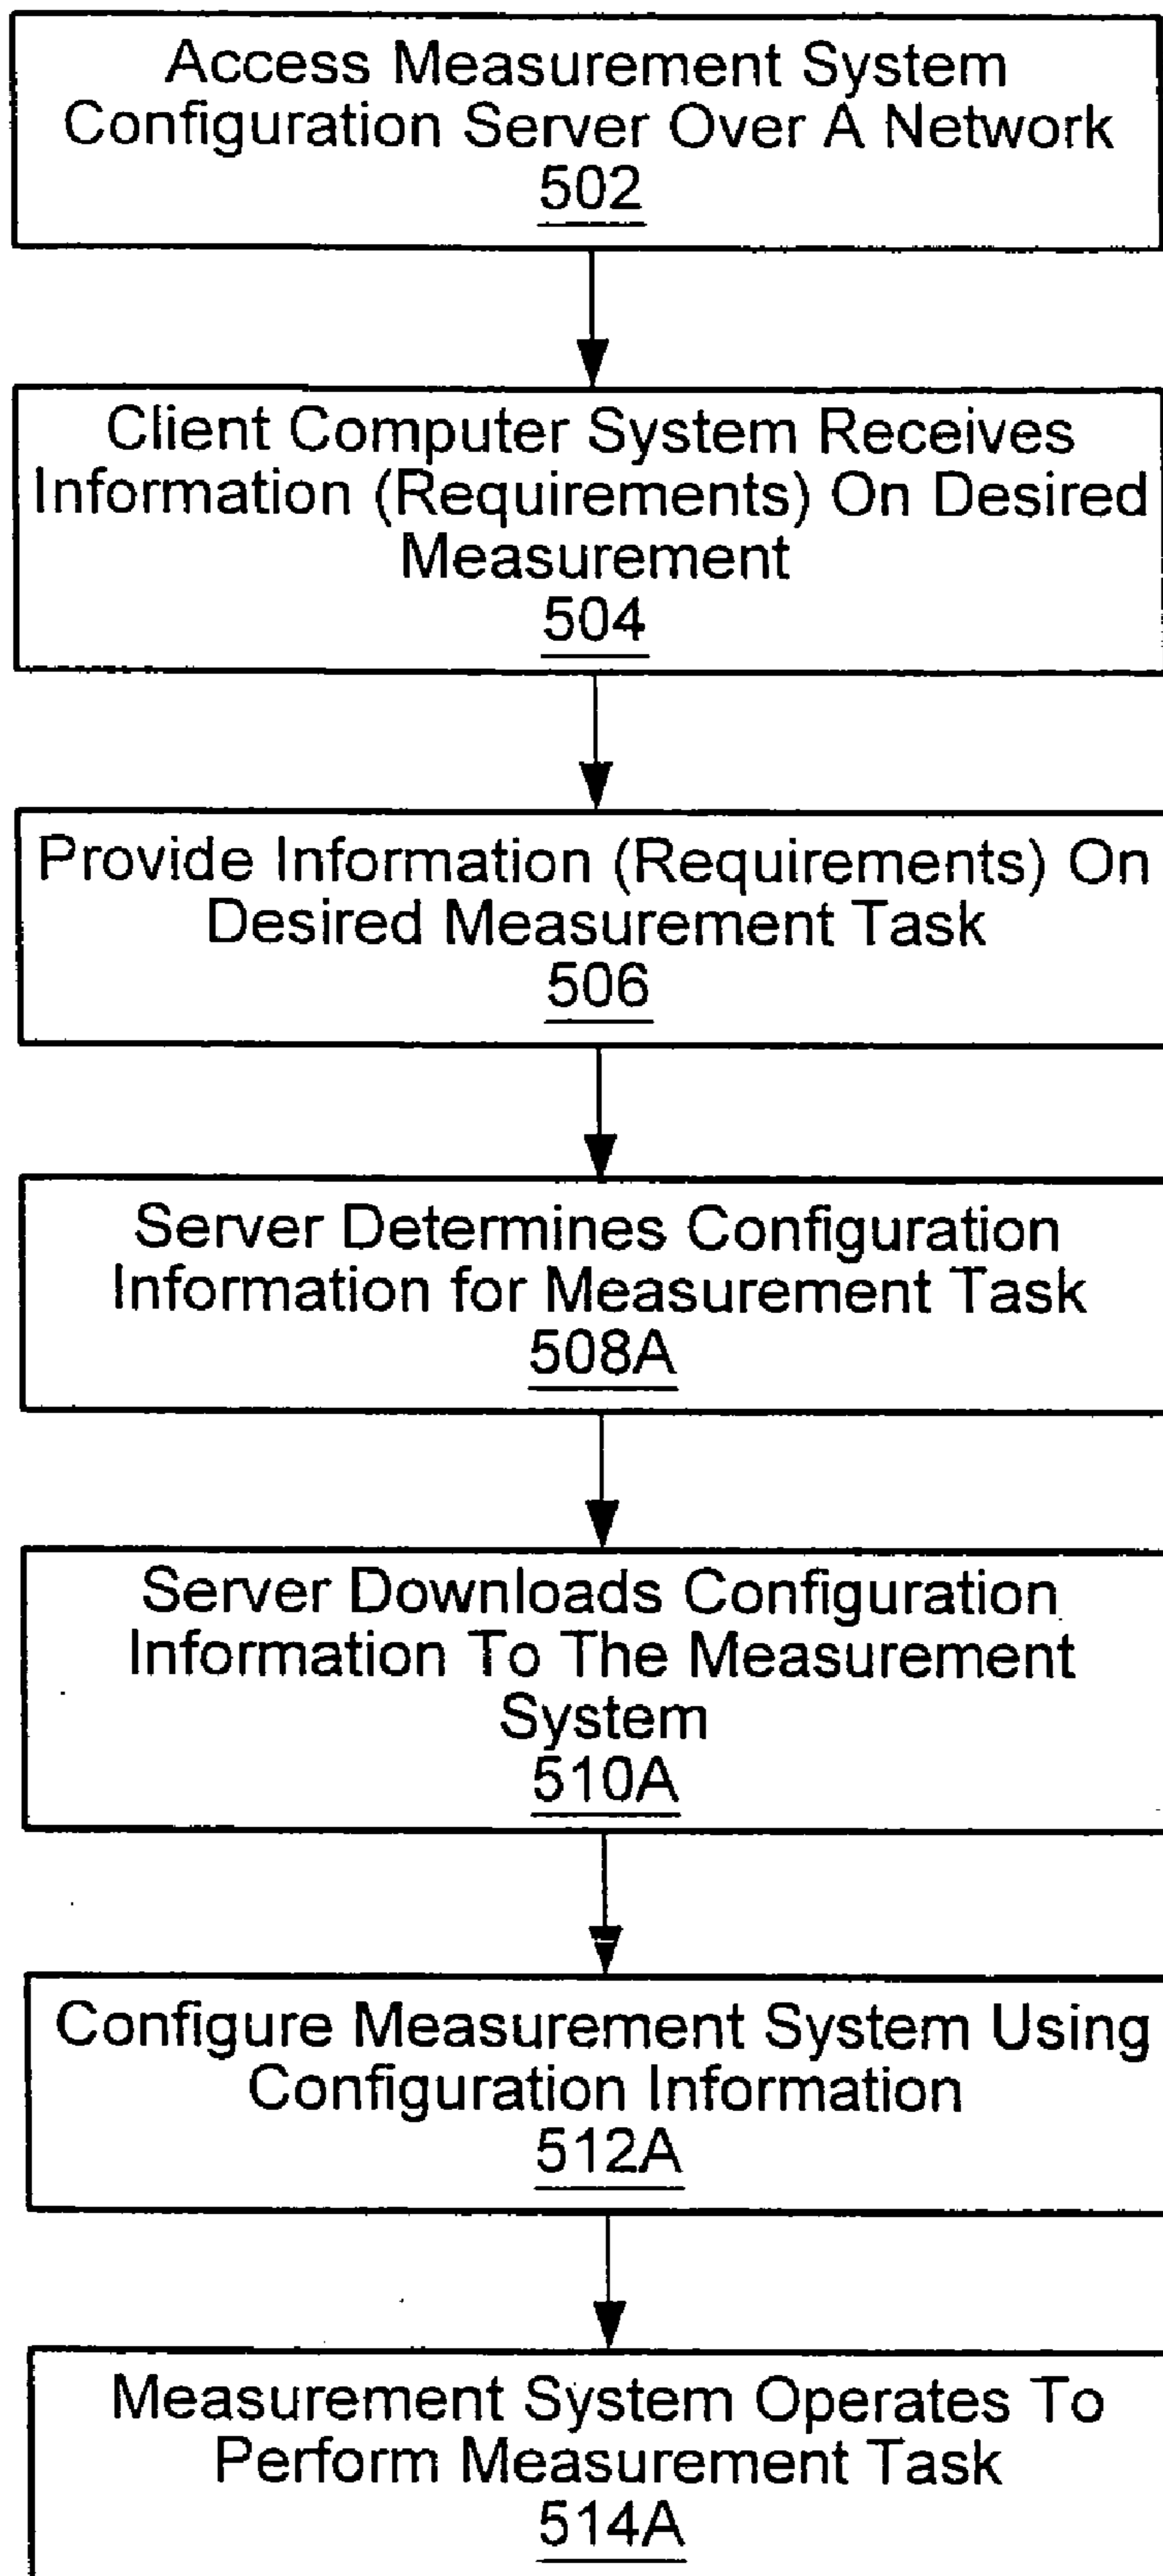 Access Measurement System
Configuration Server Over A Network
502
Client Computer System Receives
Information (Requirements) On Desired
Measurement
504
Provide Information (Requirements) On
Desired Measurement Task
506
Server Determines Configuration
Information for Measurement Task
508A
Server Downloads Configuration
Information To The Measurement
System
510A
Configure Measurement System Using
Configuration Information
512A
Measurement System Operates To
Perform Measurement Task
514A